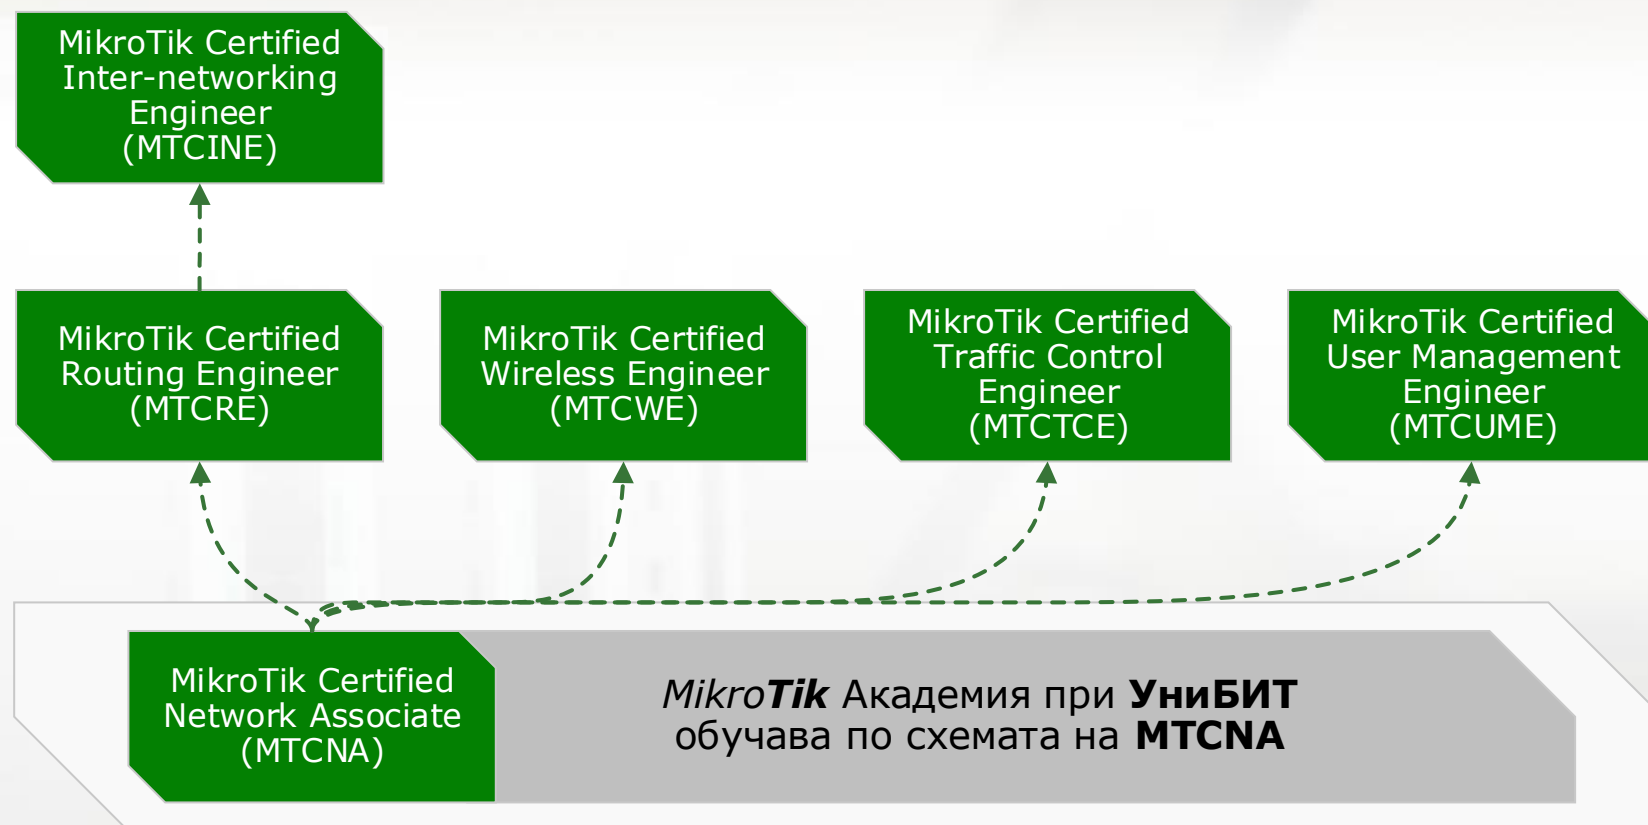 MikroTik Certified
Inter-networking
Engineer
(MTCINE)
MikroTik Certified
Routing Engineer
(MTCRE)
MikroTik Certified
Wireless Engineer
(MTCWE)
MikroTik Certified
Traffic Control
Engineer
(MTCTCE)
MikroTik Certified
User Management
Engineer
(MTCUME)
MikroTik Certified
Network Associate
(MTCNA)
MikroTik Академия при УниБИТ
обучава по схемата на MTCNA